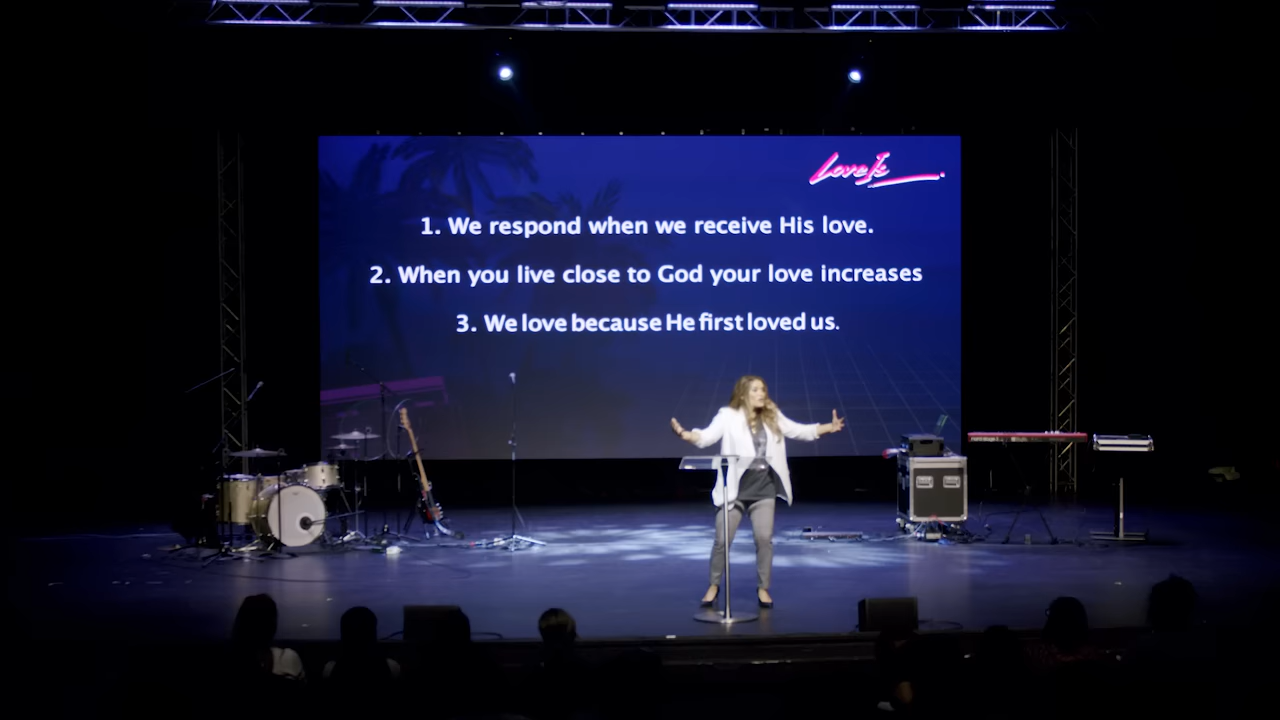 Love Is ___.
1. We respond when we receive His love.
2. When you live close to God your love increases
3. We love because He first loved us.